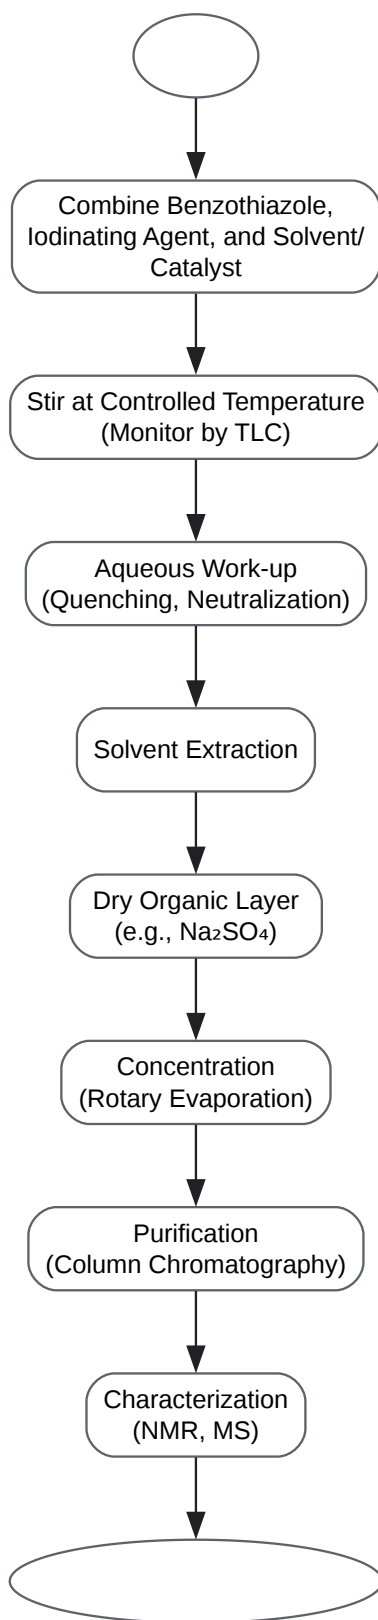 Combine Benzothiazole,
Iodinating Agent, and Solvent/
Catalyst
Stir at Controlled Temperature
(Monitor by TLC)
Aqueous Work-up
(Quenching, Neutralization)
Solvent Extraction
Dry Organic Layer
(e.g., Na₂SO₄)
Concentration
(Rotary Evaporation)
Purification
(Column Chromatography)
Characterization
(NMR, MS)